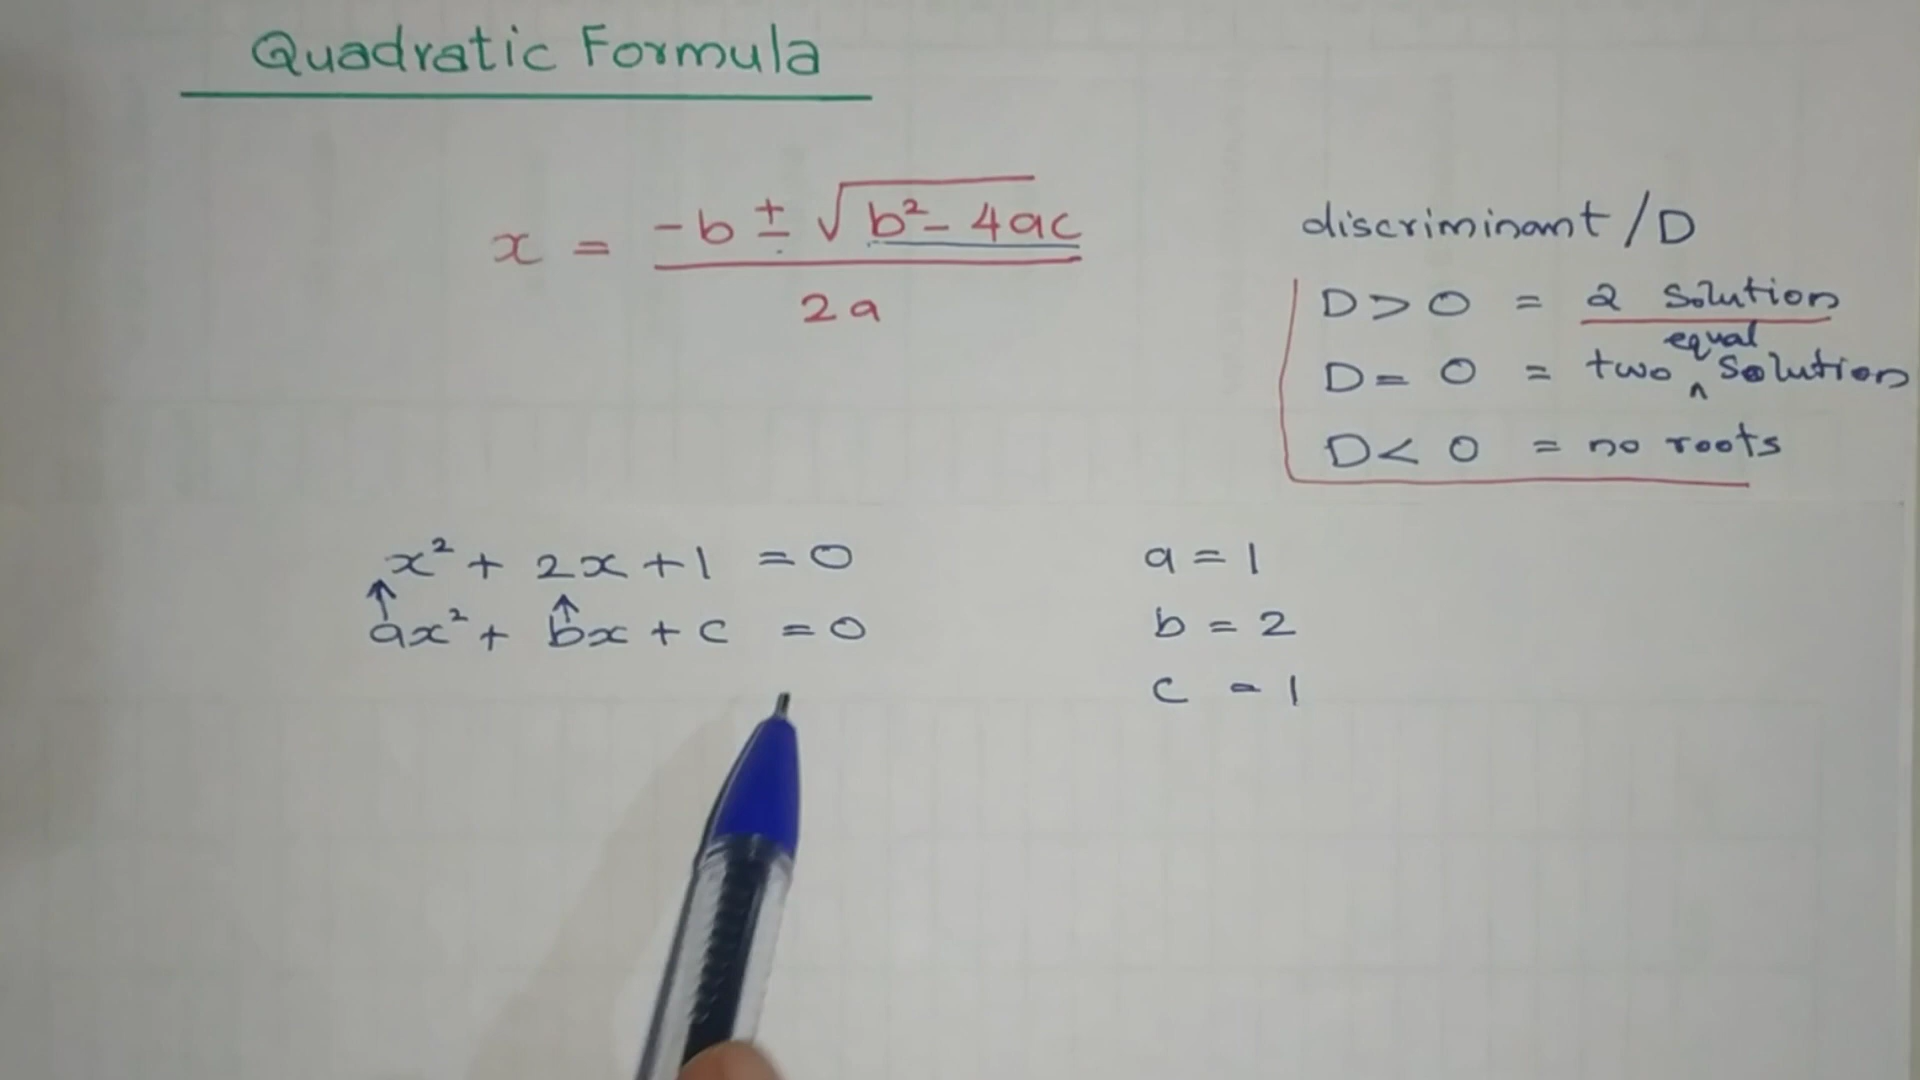 Quadratic Formula
x = -b ± √b² - 4ac
2a
discriminant / D
D > 0 = 2 solution
equal
D = 0 = two ^ solution
D < 0 = no roots
x² + 2x + 1 = 0
ax² + bx + c = 0
a = 1
b = 2
c = 1